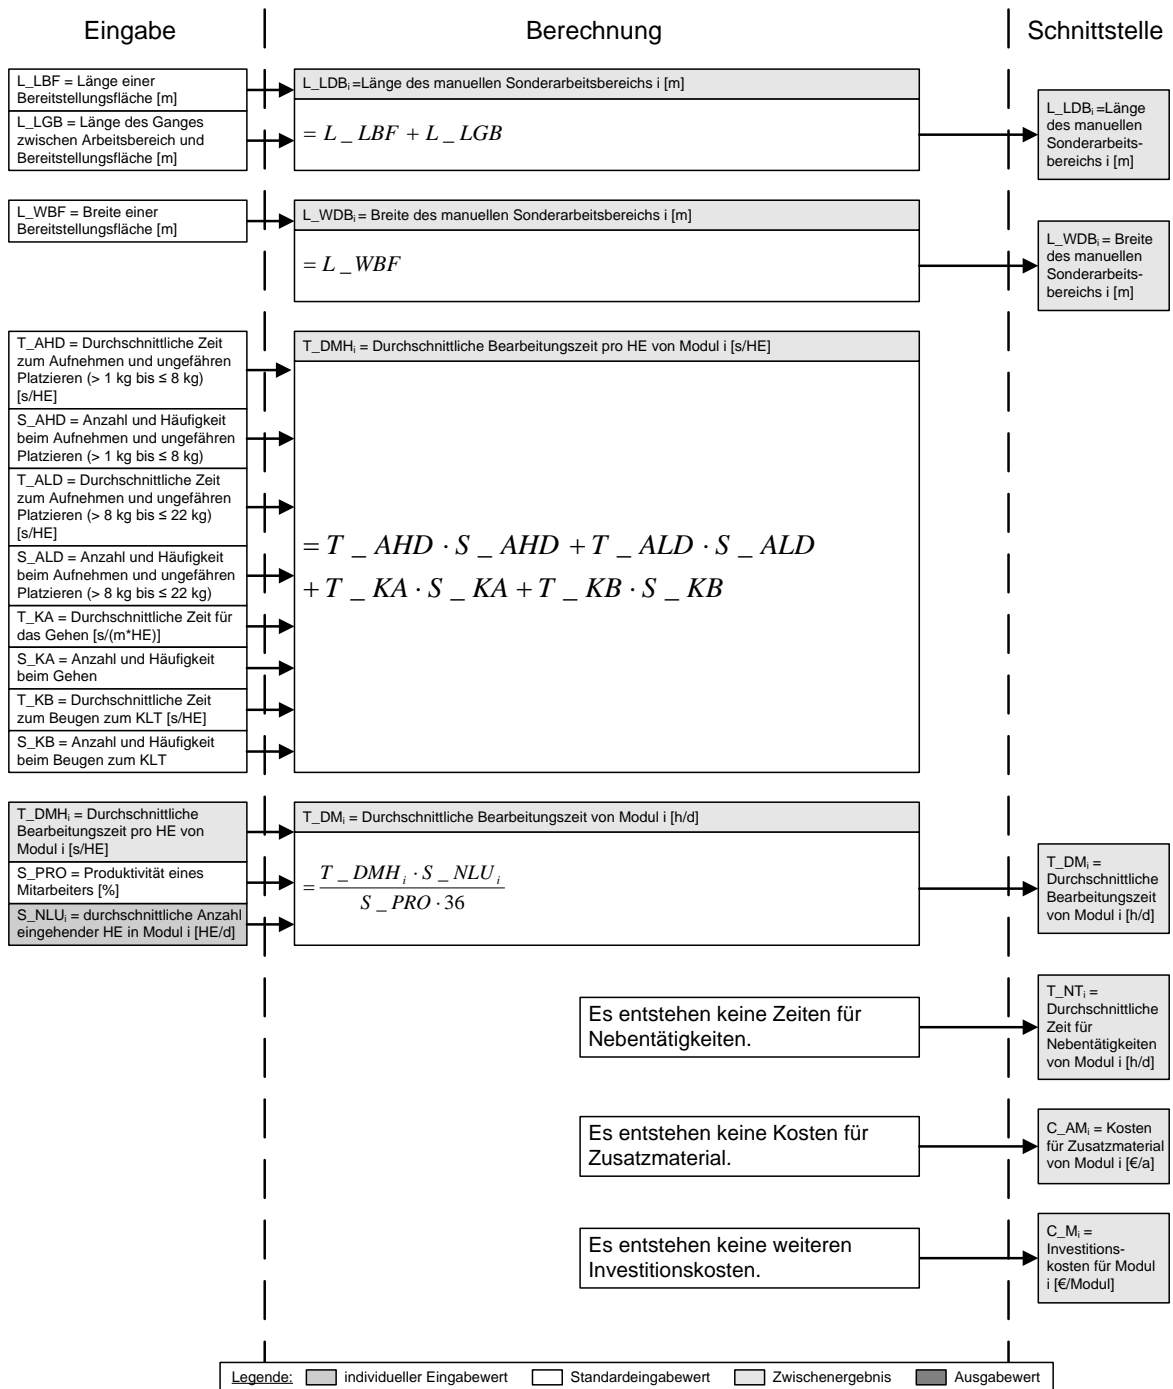 Eingabe
Berechnung
Schnittstelle
L_LBF = Länge einer
Bereitstellungsfläche [m]
L_LGB = Länge des Ganges
zwischen Arbeitsbereich und
Bereitstellungsfläche [m]
L_LDBi =Länge des manuellen Sonderarbeitsbereichs i [m]
= L _ LBF + L _ LGB
L_LDBi =Länge
des manuellen
Sonderarbeits-
bereichs i [m]
L_WBF = Breite einer
Bereitstellungsfläche [m]
L_WDBi = Breite des manuellen Sonderarbeitsbereichs i [m]
= L _ WBF
L_WDBi = Breite
des manuellen
Sonderarbeits-
bereichs i [m]
T_AHD = Durchschnittliche Zeit
zum Aufnehmen und ungefähren
Platzieren (> 1 kg bis ≤ 8 kg)
[s/HE]
S_AHD = Anzahl und Häufigkeit
beim Aufnehmen und ungefähren
Platzieren (> 1 kg bis ≤ 8 kg)
T_ALD = Durchschnittliche Zeit
zum Aufnehmen und ungefähren
Platzieren (> 8 kg bis ≤ 22 kg)
[s/HE]
S_ALD = Anzahl und Häufigkeit
beim Aufnehmen und ungefähren
Platzieren (> 8 kg bis ≤ 22 kg)
T_KA = Durchschnittliche Zeit für
das Gehen [s/(m*HE)]
S_KA = Anzahl und Häufigkeit
beim Gehen
T_KB = Durchschnittliche Zeit
zum Beugen zum KLT [s/HE]
S_KB = Anzahl und Häufigkeit
beim Beugen zum KLT
T_DMHi = Durchschnittliche Bearbeitungszeit pro HE von Modul i [s/HE]
= T _ AHD · S _ AHD + T _ ALD · S _ ALD
+ T _ KA · S _ KA + T _ KB · S _ KB
T_DMHi = Durchschnittliche
Bearbeitungszeit pro HE von
Modul i [s/HE]
S_PRO = Produktivität eines
Mitarbeiters [%]
S_NLUi = durchschnittliche Anzahl
eingehender HE in Modul i [HE/d]
T_DMi = Durchschnittliche Bearbeitungszeit von Modul i [h/d]
= T _ DMH i · S _ NLU i
S _ PRO · 36
T_DMi =
Durchschnittliche
Bearbeitungszeit
von Modul i [h/d]
Es entstehen keine Zeiten für
Nebentätigkeiten.
T_NTi =
Durchschnittliche
Zeit für
Nebentätigkeiten
von Modul i [h/d]
Es entstehen keine Kosten für
Zusatzmaterial.
C_AMi = Kosten
für Zusatzmaterial
von Modul i [€/a]
Es entstehen keine weiteren
Investitionskosten.
C_Mi =
Investitions-
kosten für Modul
i [€/Modul]
Legende: individueller Eingabewert Standardeingabewert Zwischenergebnis Ausgabewert